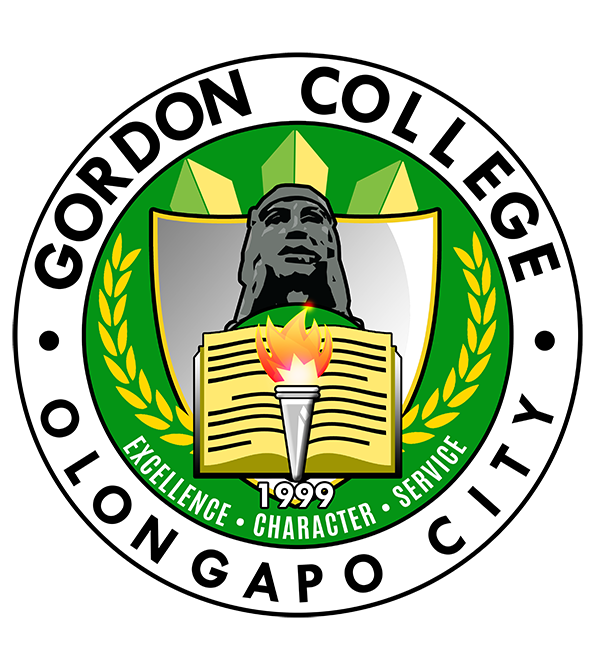 GORDON COLLEGE
EXCELLENCE • CHARACTER • SERVICE
1999
OLONGAPO CITY